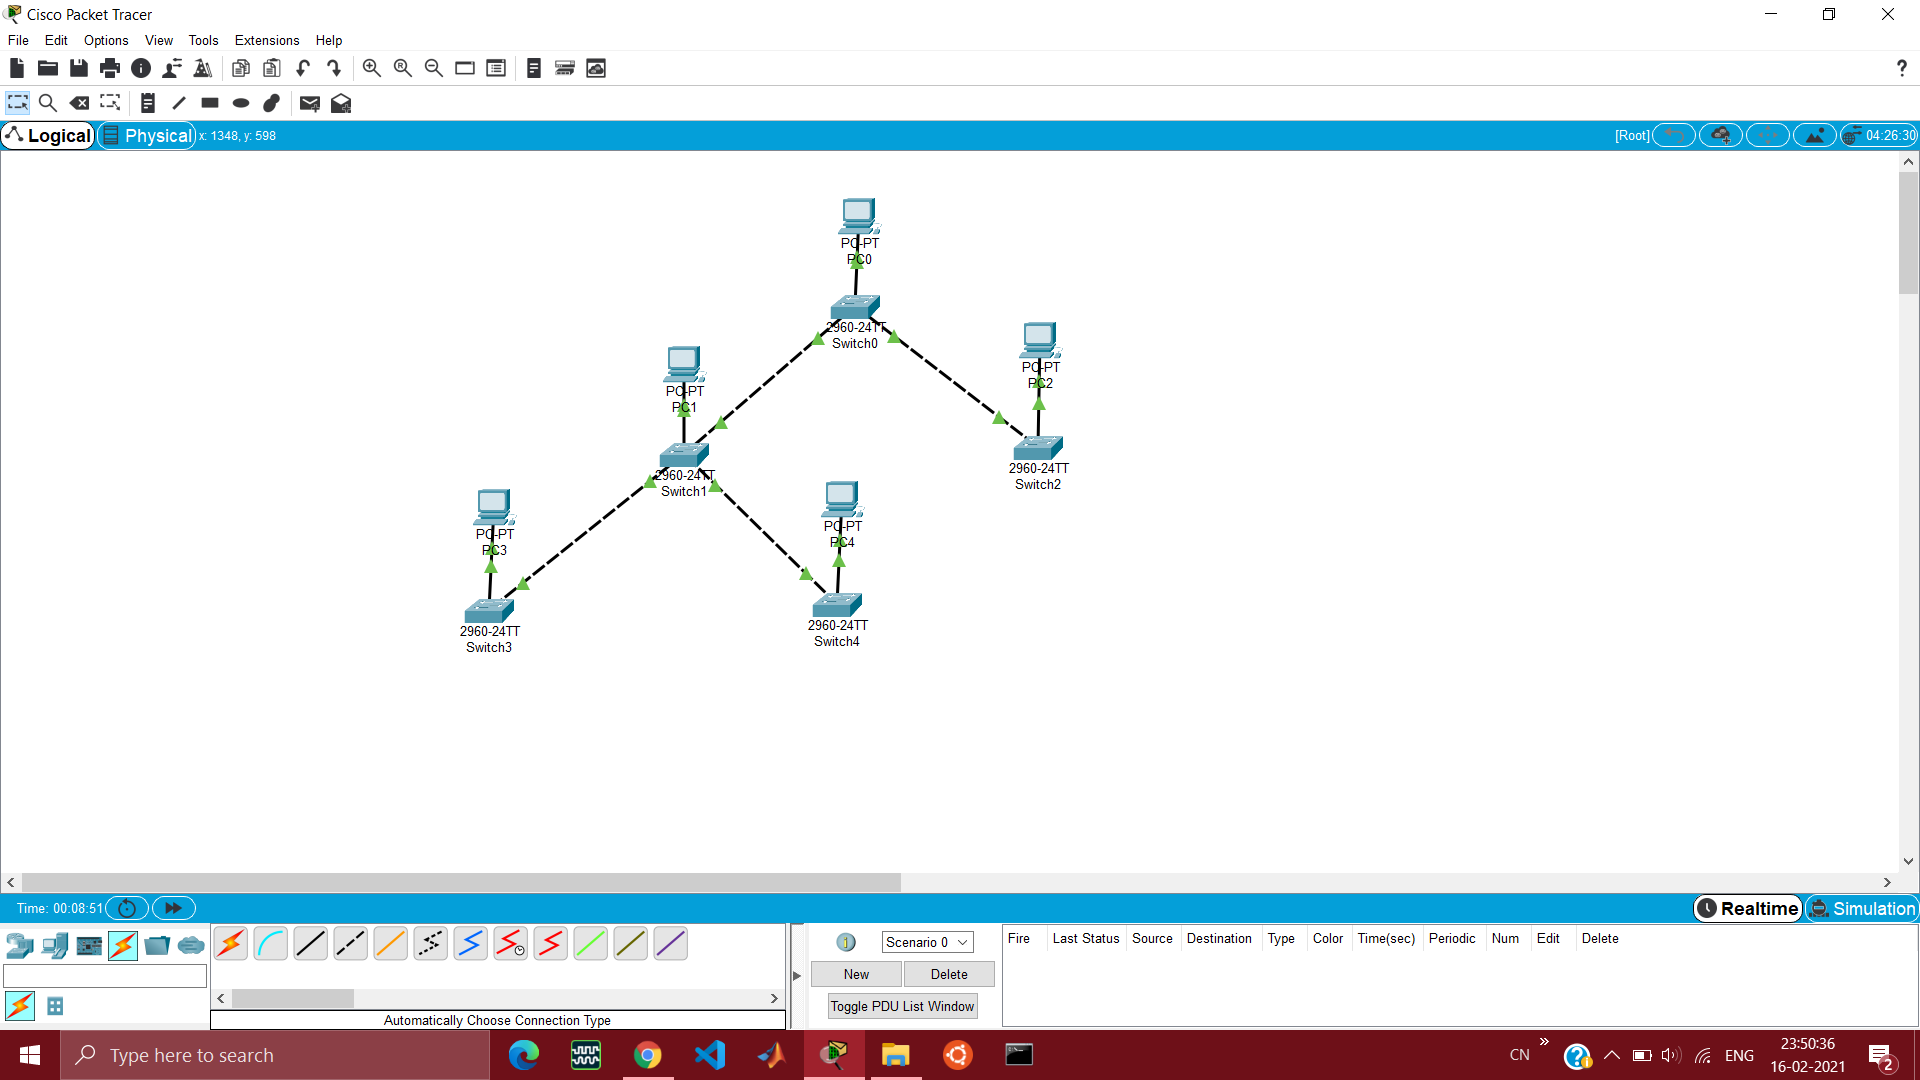 Cisco Packet Tracer
File Edit Options View Tools Extensions Help
?
Logical Physical x: 1348, y: 598 [Root] 04:26:30
PC-PT
PC0
2960-24TT
Switch0
PC-PT
PC2
PC-PT
PC1
2960-24TT
Switch2
2960-24TT
Switch1
PC-PT
PC4
PC-PT
PC3
2960-24TT
Switch4
2960-24TT
Switch3
Time: 00:08:51 Realtime Simulation
Scenario 0
Fire Last Status Source Destination Type Color Time(sec) Periodic Num Edit Delete
New Delete
Toggle PDU List Window
Automatically Choose Connection Type
Type here to search
CN ENG
23:50:36
16-02-2021
2